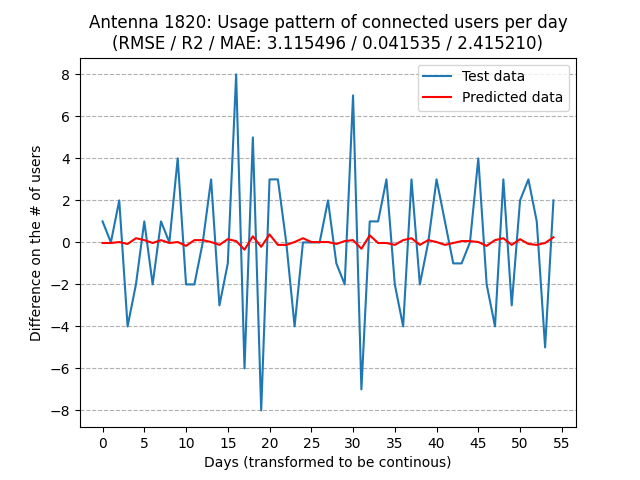 Antenna 1820: Usage pattern of connected users per day
(RMSE / R2 / MAE: 3.115496 / 0.041535 / 2.415210)
Test data
Predicted data
Difference on the # of users
8
6
4
2
0
−2
−4
−6
−8
0 5 10 15 20 25 30 35 40 45 50 55
Days (transformed to be continous)